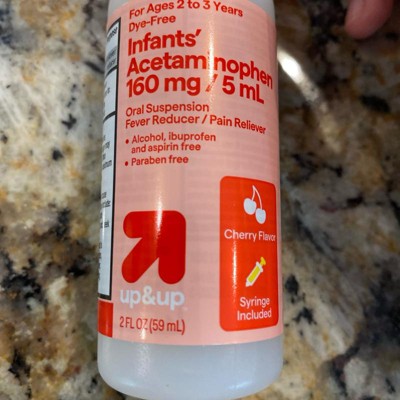 For Ages 2 to 3 Years
Dye-Free
Infants'
Acetaminophen
160 mg / 5 mL
Oral Suspension
Fever Reducer / Pain Reliever
• Alcohol, ibuprofen
and aspirin free
• Paraben free
Cherry Flavor
Syringe
Included
up&up
2 FL OZ (59 mL)